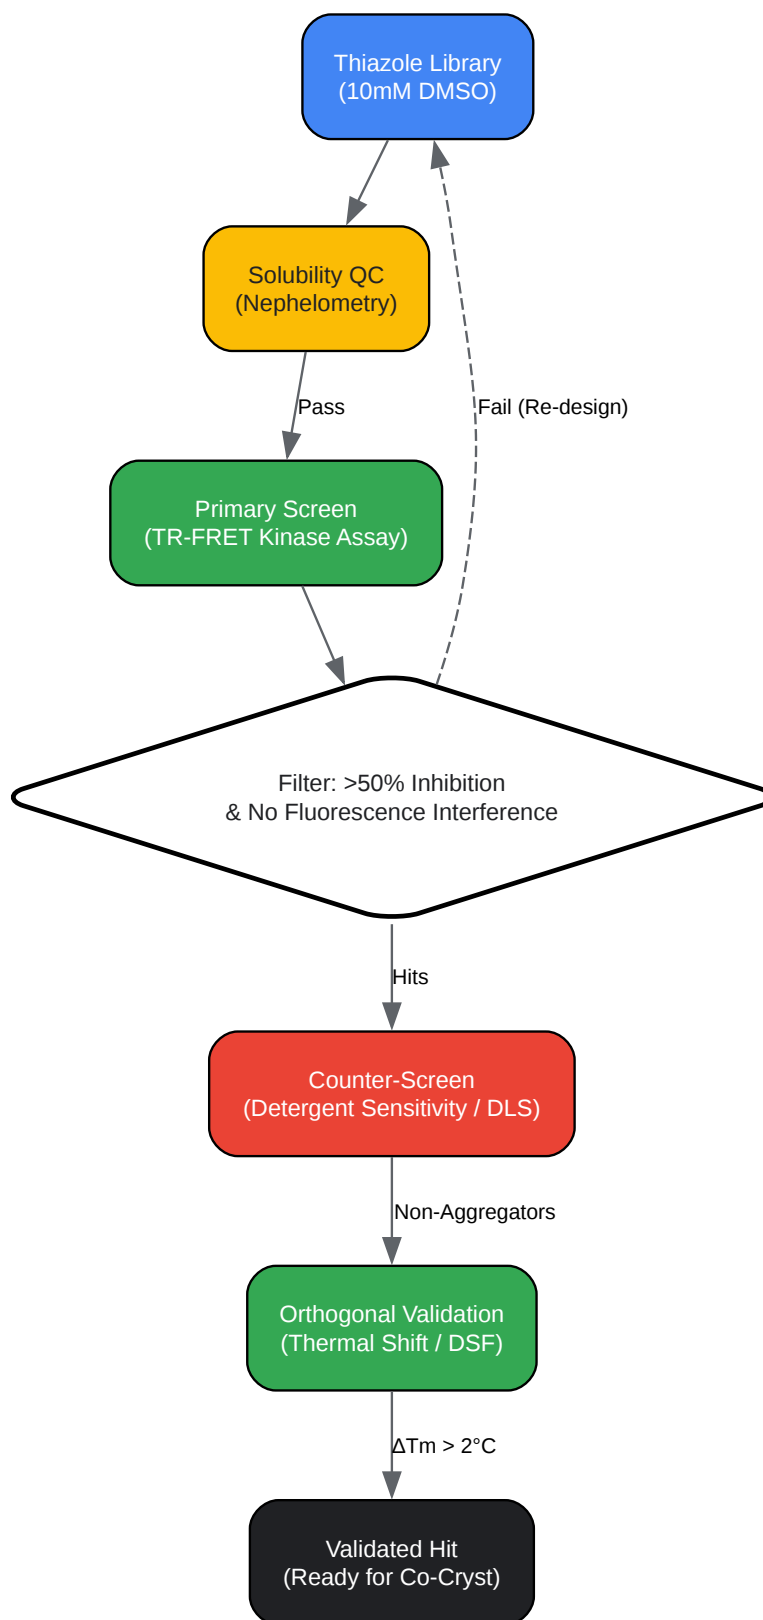 Thiazole Library
(10mM DMSO)
Solubility QC
(Nephelometry)
Pass
Fail (Re-design)
Primary Screen
(TR-FRET Kinase Assay)
Filter: >50% Inhibition
& No Fluorescence Interference
Hits
Counter-Screen
(Detergent Sensitivity / DLS)
Non-Aggregators
Orthogonal Validation
(Thermal Shift / DSF)
ΔTm > 2°C
Validated Hit
(Ready for Co-Cryst)